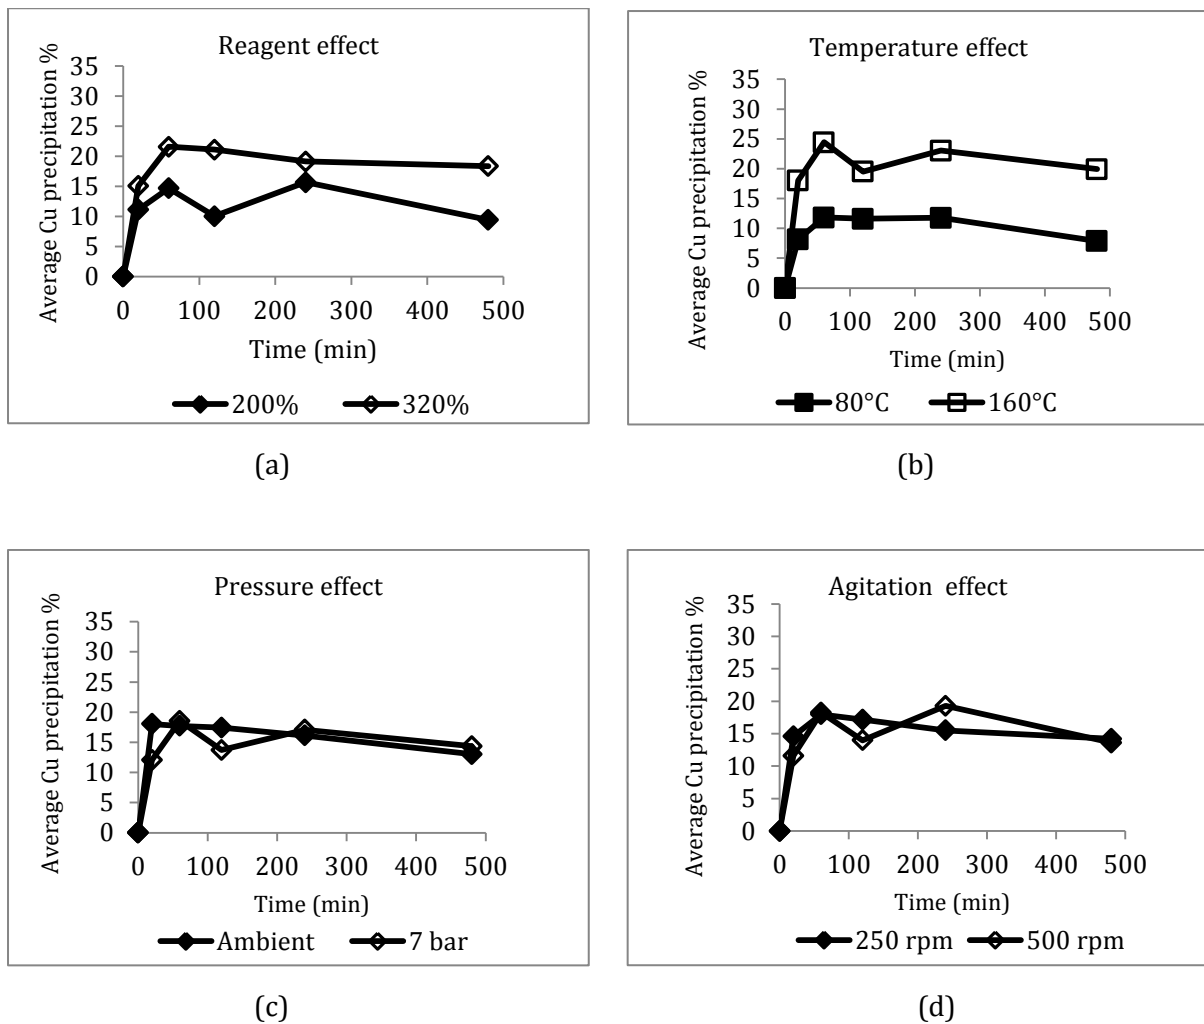 Reagent effect
Average Cu precipitation %
35
30
25
20
15
10
5
0
0 100 200 300 400 500
Time (min)
200% 320%
(a)
Temperature effect
Average Cu precipitation %
35
30
25
20
15
10
5
0
0 100 200 300 400 500
Time (min)
80°C 160°C
(b)
Pressure effect
Average Cu precipitation %
35
30
25
20
15
10
5
0
0 100 200 300 400 500
Time (min)
Ambient 7 bar
(c)
Agitation effect
Average Cu precipitation %
35
30
25
20
15
10
5
0
0 100 200 300 400 500
Time (min)
250 rpm 500 rpm
(d)